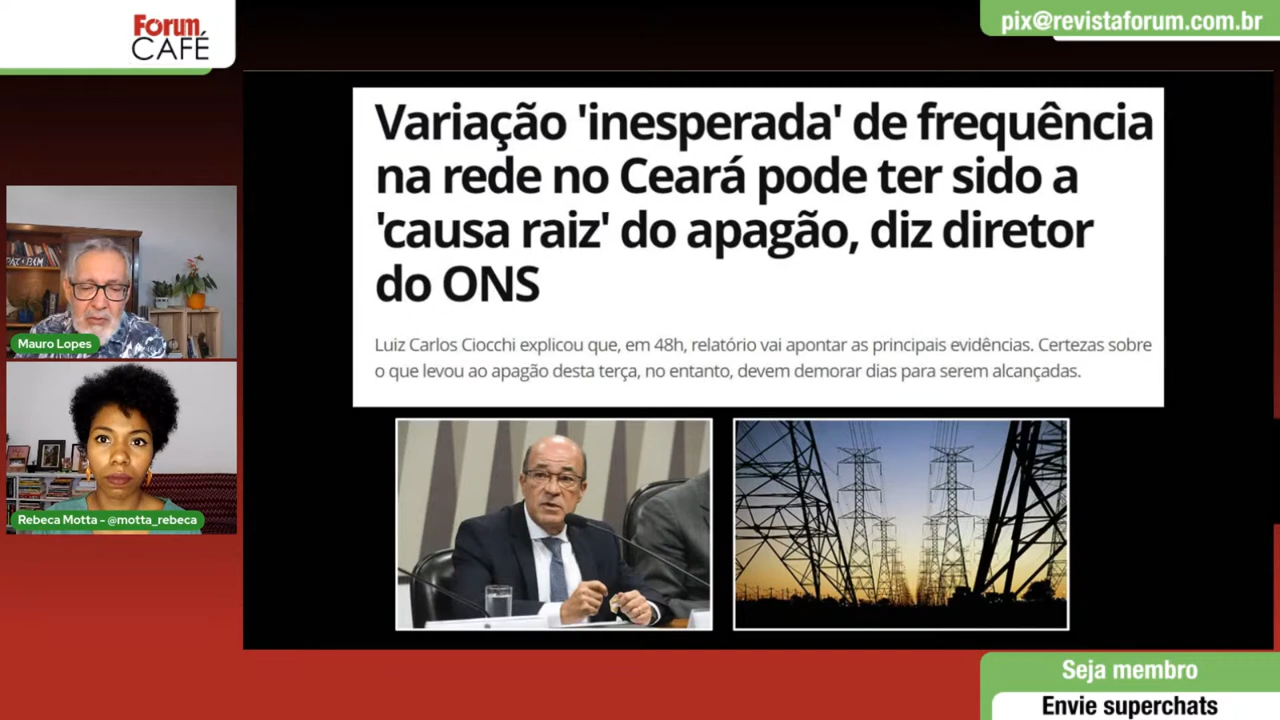 Forum
CAFÉ
pix@revistaforum.com.br
Variação 'inesperada' de frequência
na rede no Ceará pode ter sido a
'causa raiz' do apagão, diz diretor
do ONS
Luiz Carlos Ciocchi explicou que, em 48h, relatório vai apontar as principais evidências. Certezas sobre
o que levou ao apagão desta terça, no entanto, devem demorar dias para serem alcançadas.
Mauro Lopes
Rebeca Motta - @motta_rebeca
Seja membro
Envie superchats